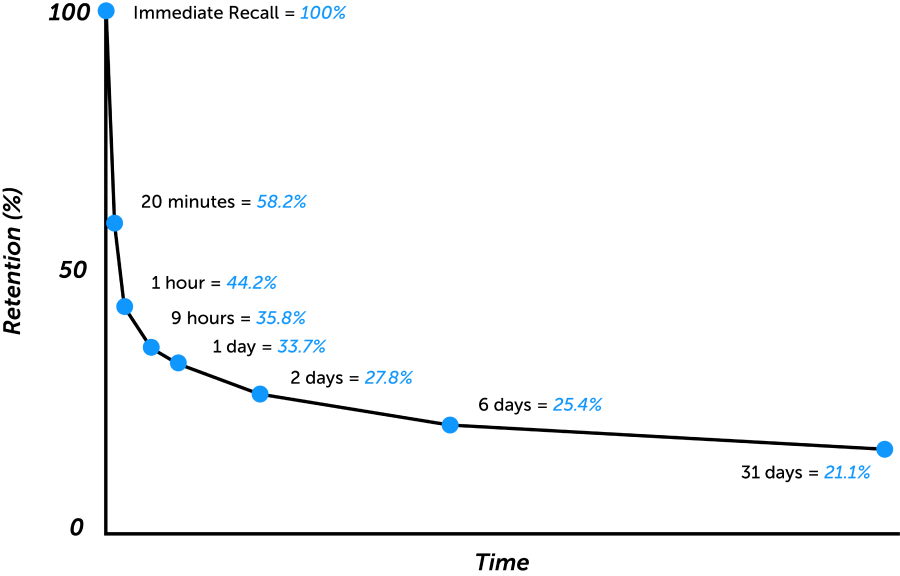 100
Immediate Recall = 100%
20 minutes = 58.2%
Retention (%)
50
1 hour = 44.2%
9 hours = 35.8%
1 day = 33.7%
2 days = 27.8%
6 days = 25.4%
31 days = 21.1%
0
Time